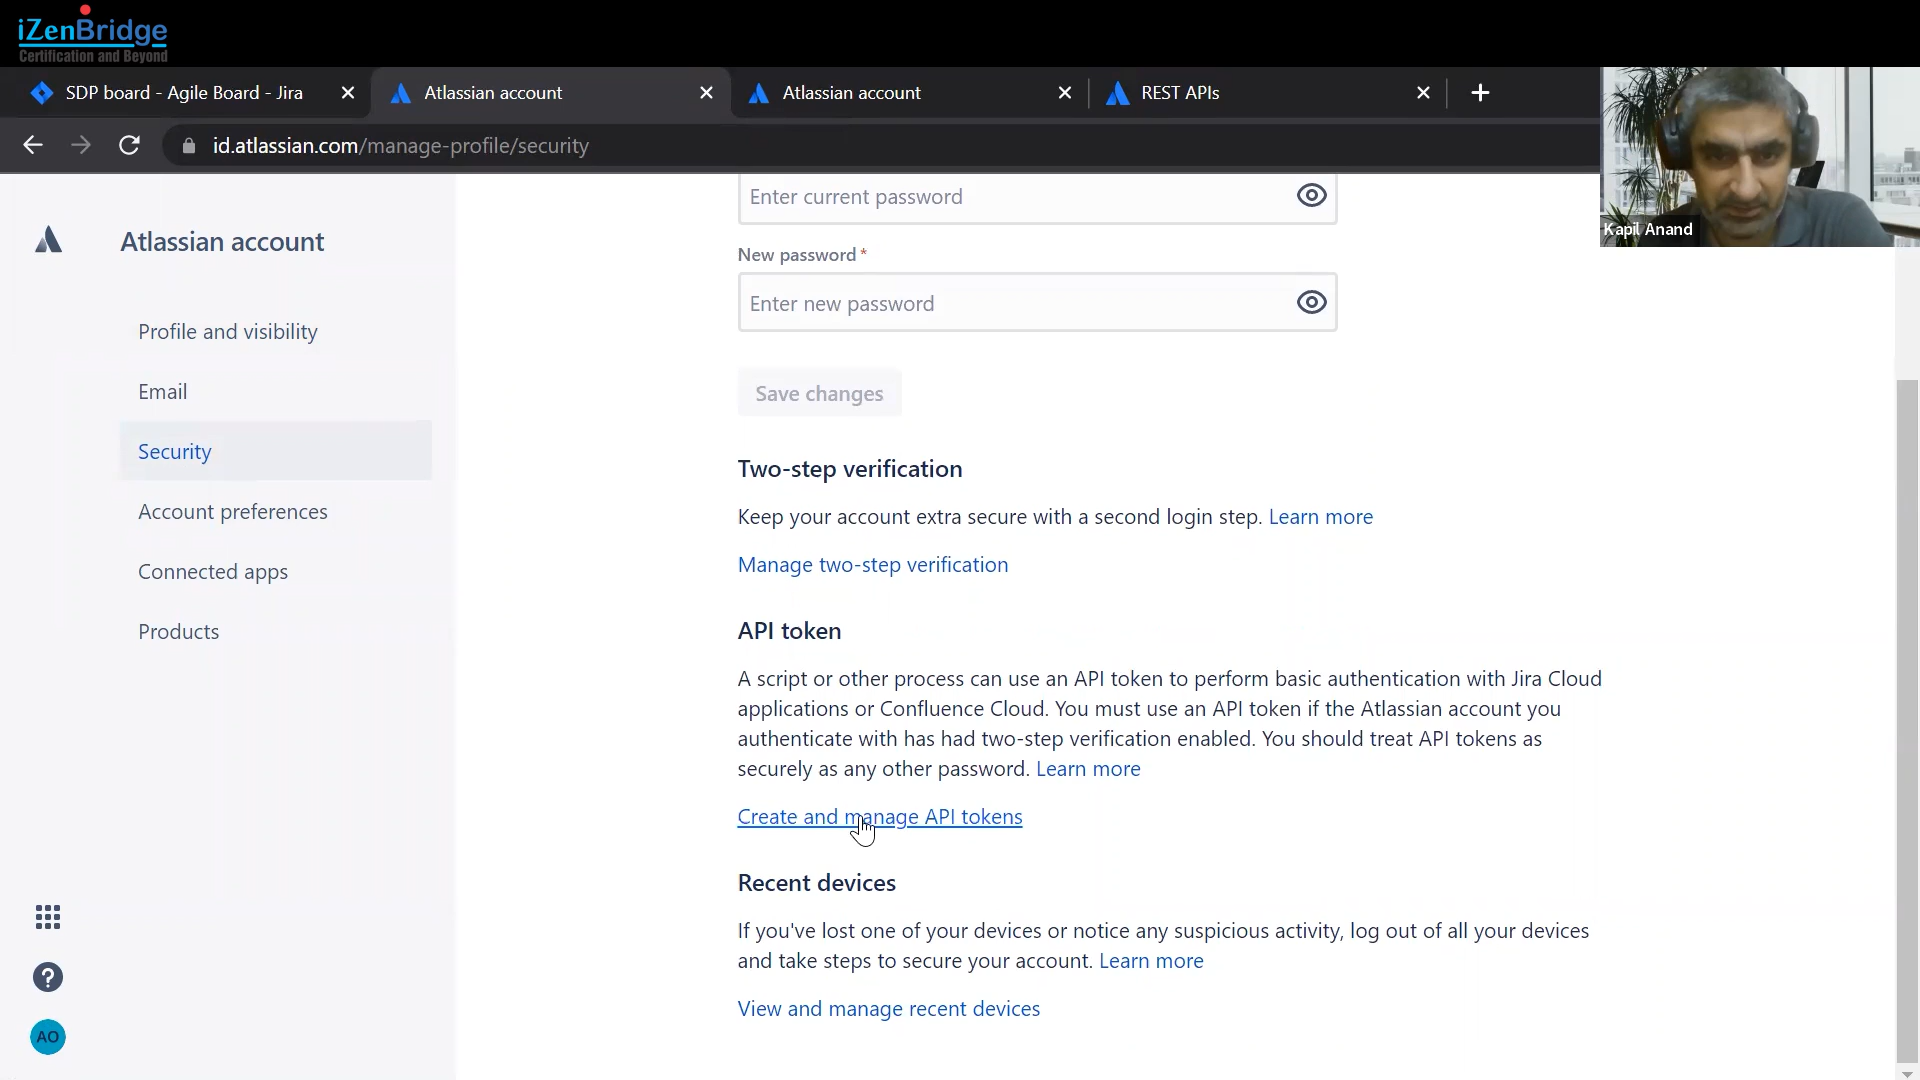 iZenBridge
Certification and Beyond
SDP board - Agile Board - Jira
Atlassian account
Atlassian account
REST APIs
id.atlassian.com/manage-profile/security
Kapil Anand
Atlassian account
Profile and visibility
Email
Security
Account preferences
Connected apps
Products
AO
Enter current password
New password *
Enter new password
Save changes
Two-step verification
Keep your account extra secure with a second login step. Learn more
Manage two-step verification
API token
A script or other process can use an API token to perform basic authentication with Jira Cloud
applications or Confluence Cloud. You must use an API token if the Atlassian account you
authenticate with has had two-step verification enabled. You should treat API tokens as
securely as any other password. Learn more
Create and manage API tokens
Recent devices
If you've lost one of your devices or notice any suspicious activity, log out of all your devices
and take steps to secure your account. Learn more
View and manage recent devices